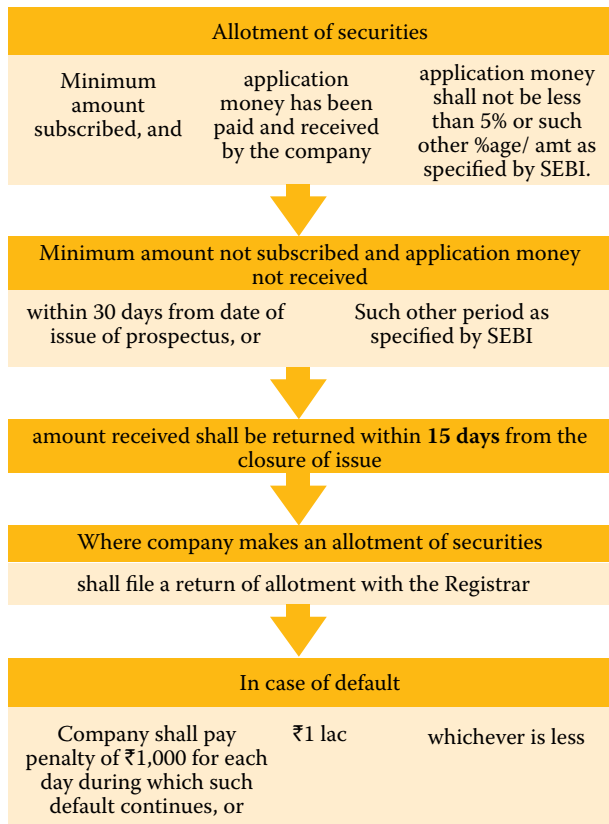 Allotment of securities
Minimum
amount
subscribed, and
application
money has been
paid and received
by the company
application money
shall not be less
than 5% or such
other %age/ amt as
specified by SEBI.
Minimum amount not subscribed and application money
not received
within 30 days from date of
issue of prospectus, or
Such other period as
specified by SEBI
amount received shall be returned within 15 days from the
closure of issue
Where company makes an allotment of securities
shall file a return of allotment with the Registrar
In case of default
Company shall pay
penalty of ₹1,000 for each
day during which such
default continues, or
₹1 lac
whichever is less